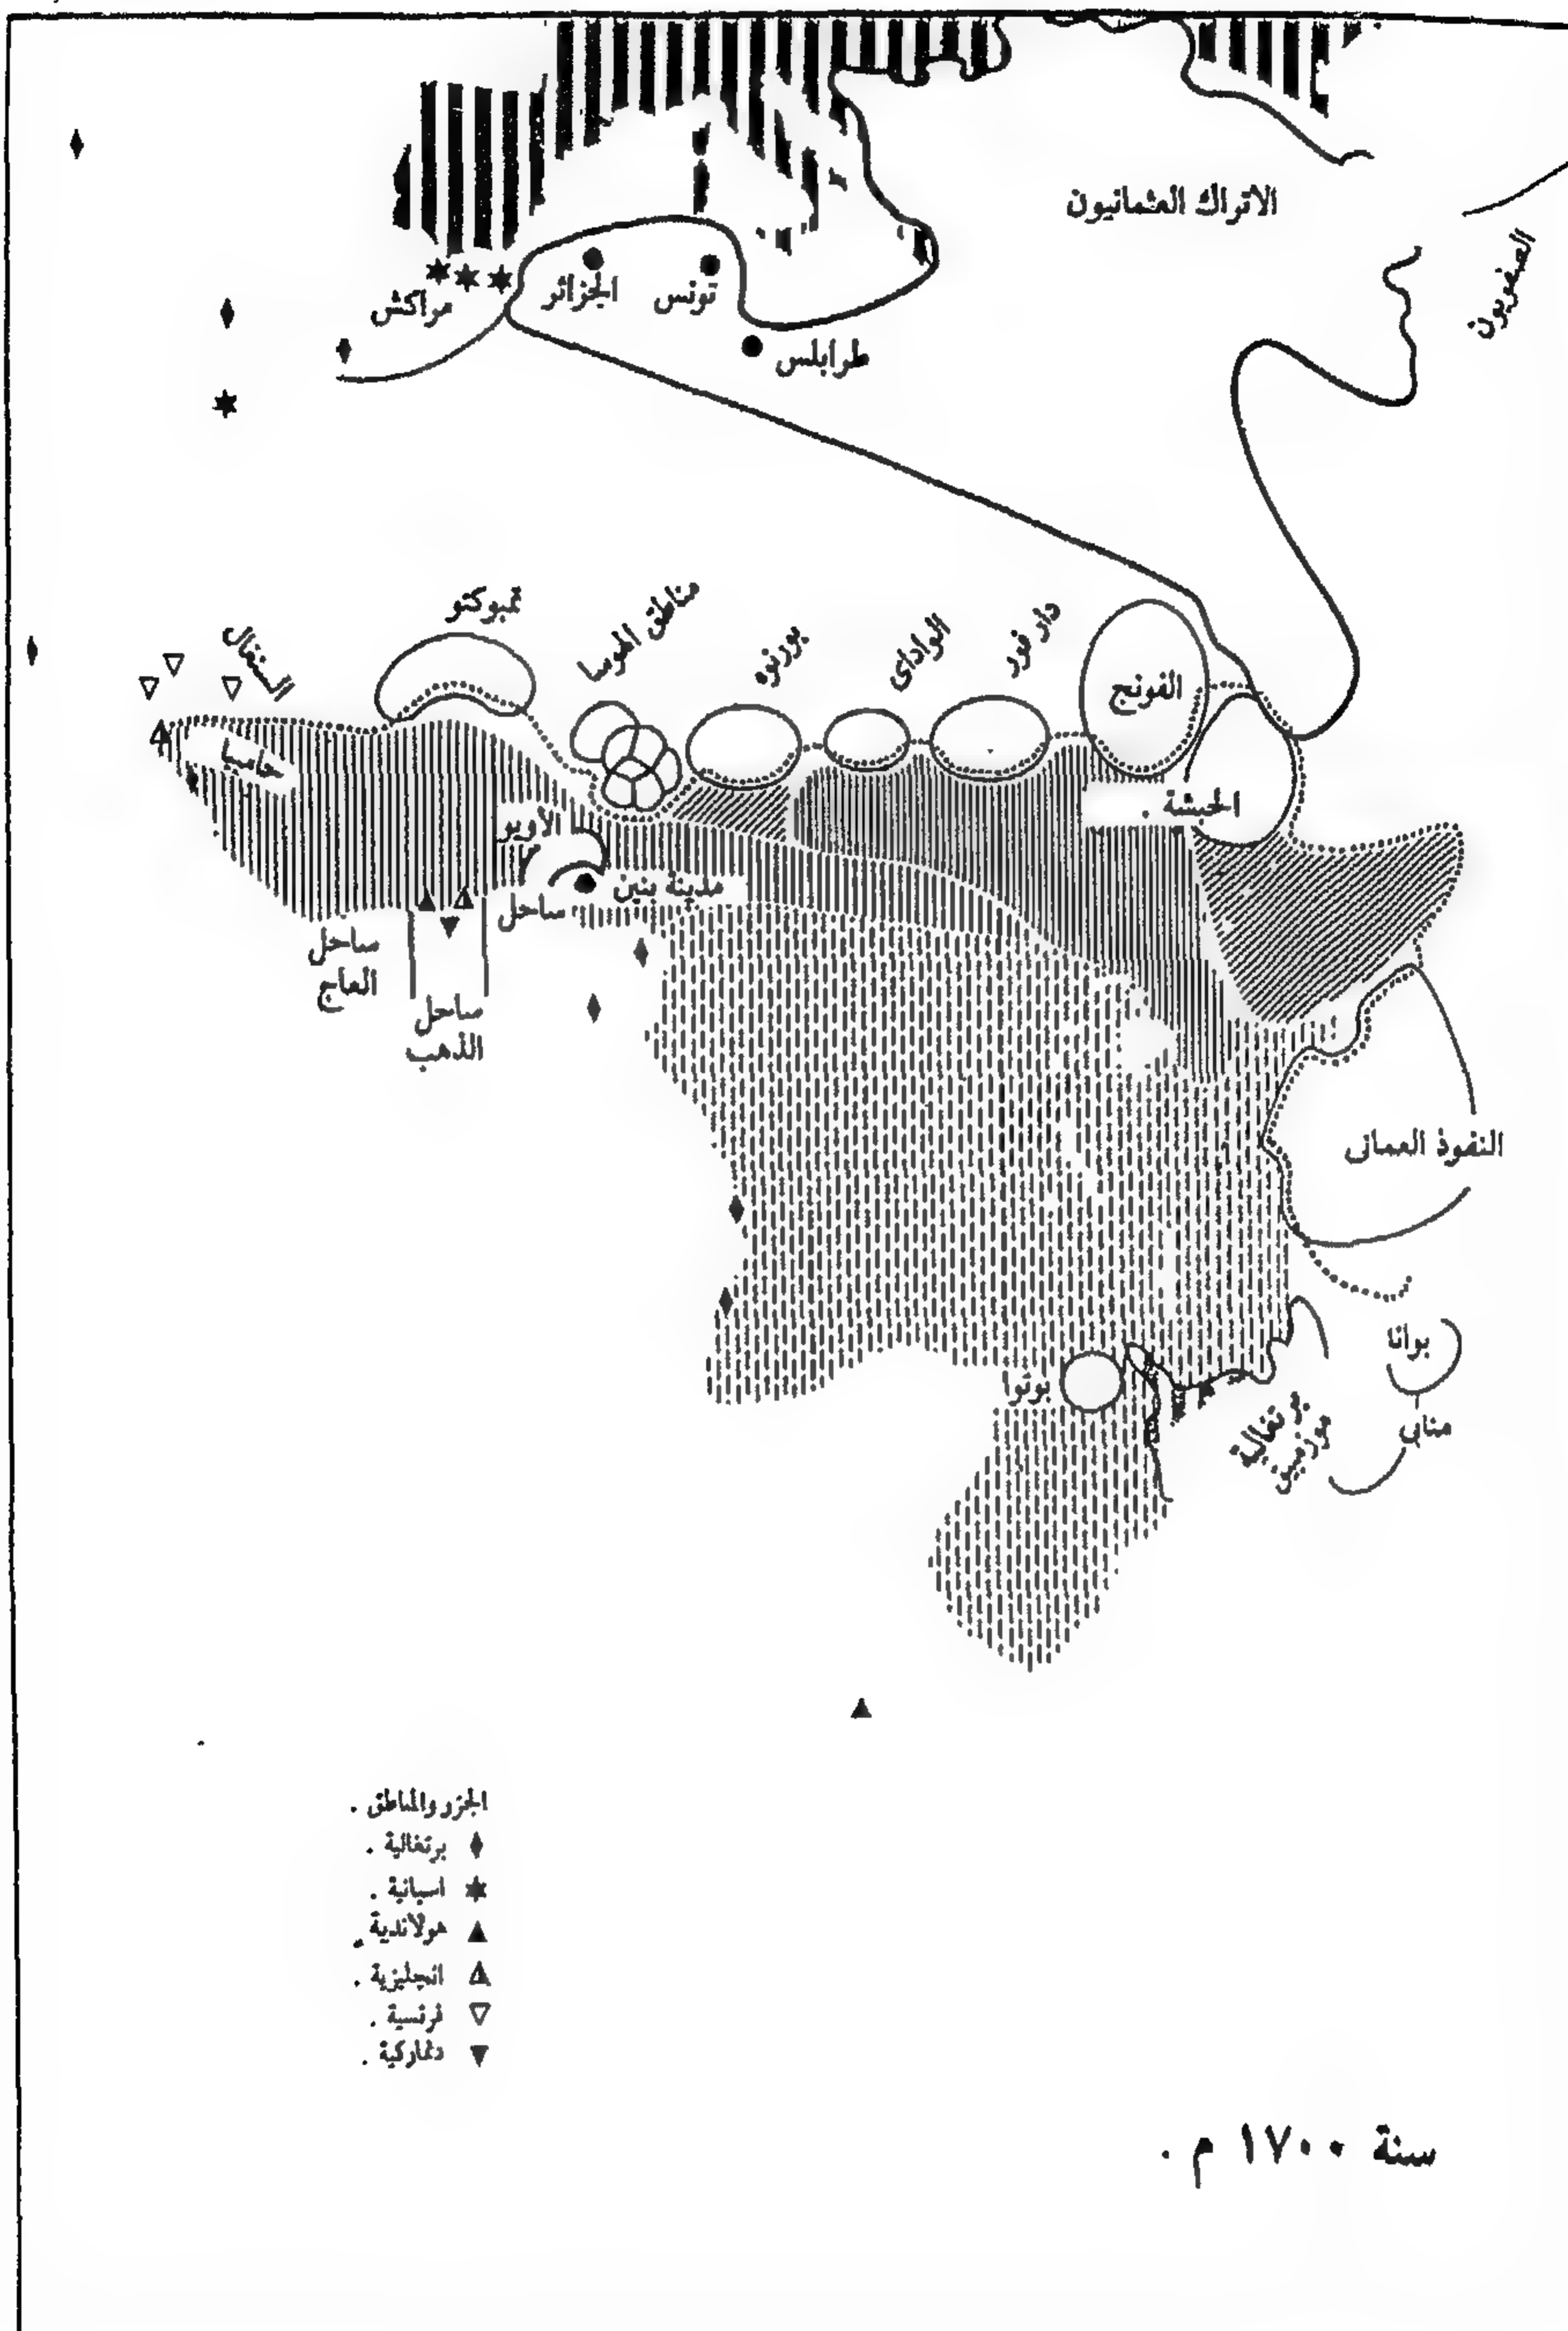 الاتراك العثمانيون
الصفويون
مراكش
الجزائر
تونس
طرابلس
تمبوكتو
السنغال
مناطق الهوسا
بورنوه
الواداى
دار فور
الفونج
الحبشة .
جامبيا
الأويو
مدينة بنين
ساحل
ساحل
العاج
ساحل
الذهب
النفوذ العمانى
بوانا
بوتوا
برتغالية
موزمبيق
الجزر والمناطق .
برتغالية .
اسبانية .
هولاندية .
انجليزية .
فرنسية .
دنماركية .
سنة ١٧٠٠ م .